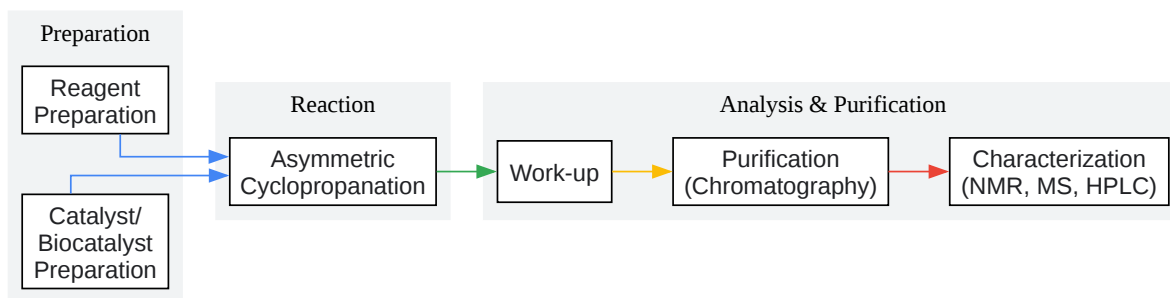 Preparation
Reagent
Preparation
Catalyst/
Biocatalyst
Preparation
Reaction
Asymmetric
Cyclopropanation
Analysis & Purification
Work-up
Purification
(Chromatography)
Characterization
(NMR, MS, HPLC)